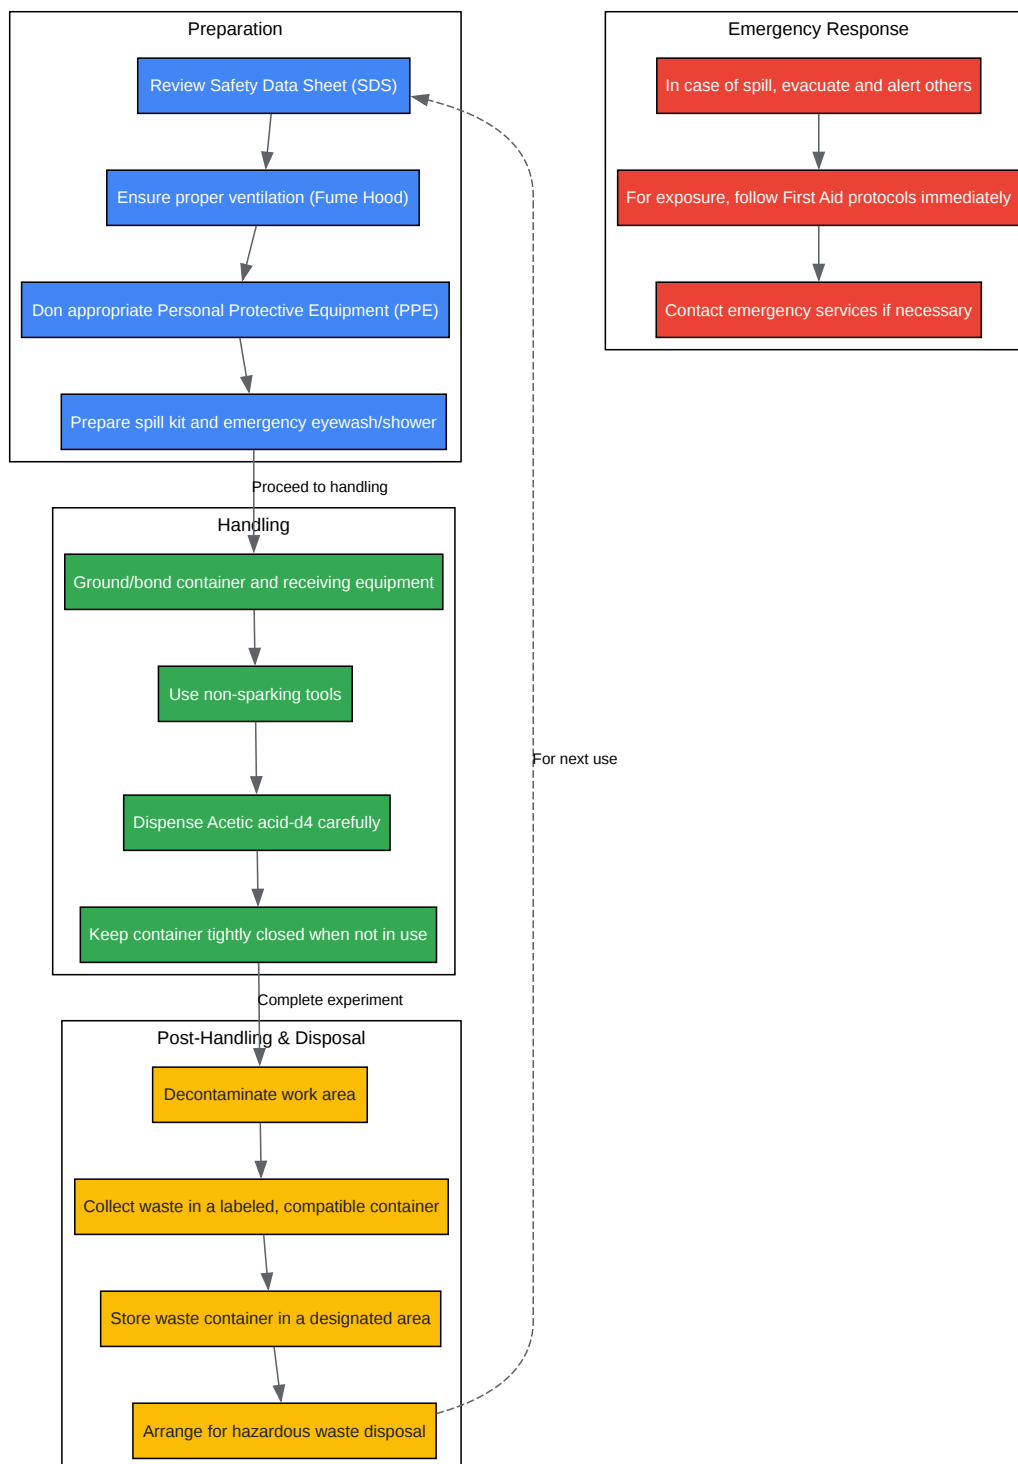 Preparation
Review Safety Data Sheet (SDS)
Ensure proper ventilation (Fume Hood)
Don appropriate Personal Protective Equipment (PPE)
Prepare spill kit and emergency eyewash/shower
Proceed to handling
Handling
Ground/bond container and receiving equipment
Use non-sparking tools
Dispense Acetic acid-d4 carefully
Keep container tightly closed when not in use
Complete experiment
Post-Handling & Disposal
Decontaminate work area
Collect waste in a labeled, compatible container
Store waste container in a designated area
Arrange for hazardous waste disposal
For next use
Emergency Response
In case of spill, evacuate and alert others
For exposure, follow First Aid protocols immediately
Contact emergency services if necessary